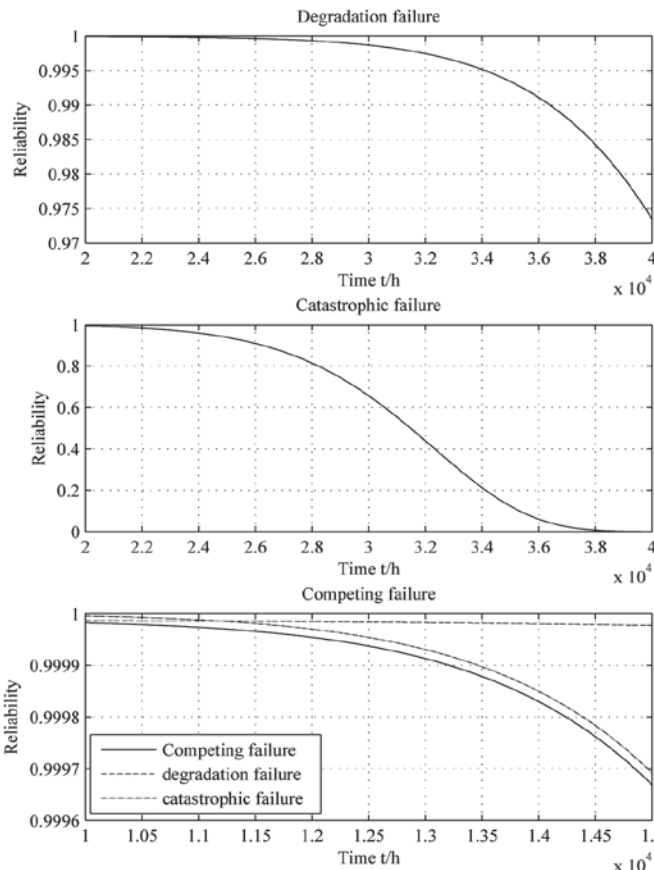 Degradation failure
1
0.995
0.99
0.985
0.98
0.975
0.97
Reliability
2 2.2 2.4 2.6 2.8 3 3.2 3.4 3.6 3.8 4
Time t/h
x 10^4
Catastrophic failure
1
0.8
0.6
0.4
0.2
0
Reliability
2 2.2 2.4 2.6 2.8 3 3.2 3.4 3.6 3.8 4
Time t/h
x 10^4
Competing failure
1
0.9999
0.9998
0.9997
0.9996
Reliability
Competing failure
degradation failure
catastrophic failure
1 1.05 1.1 1.15 1.2 1.25 1.3 1.35 1.4 1.45 1.5
Time t/h
x 10^4